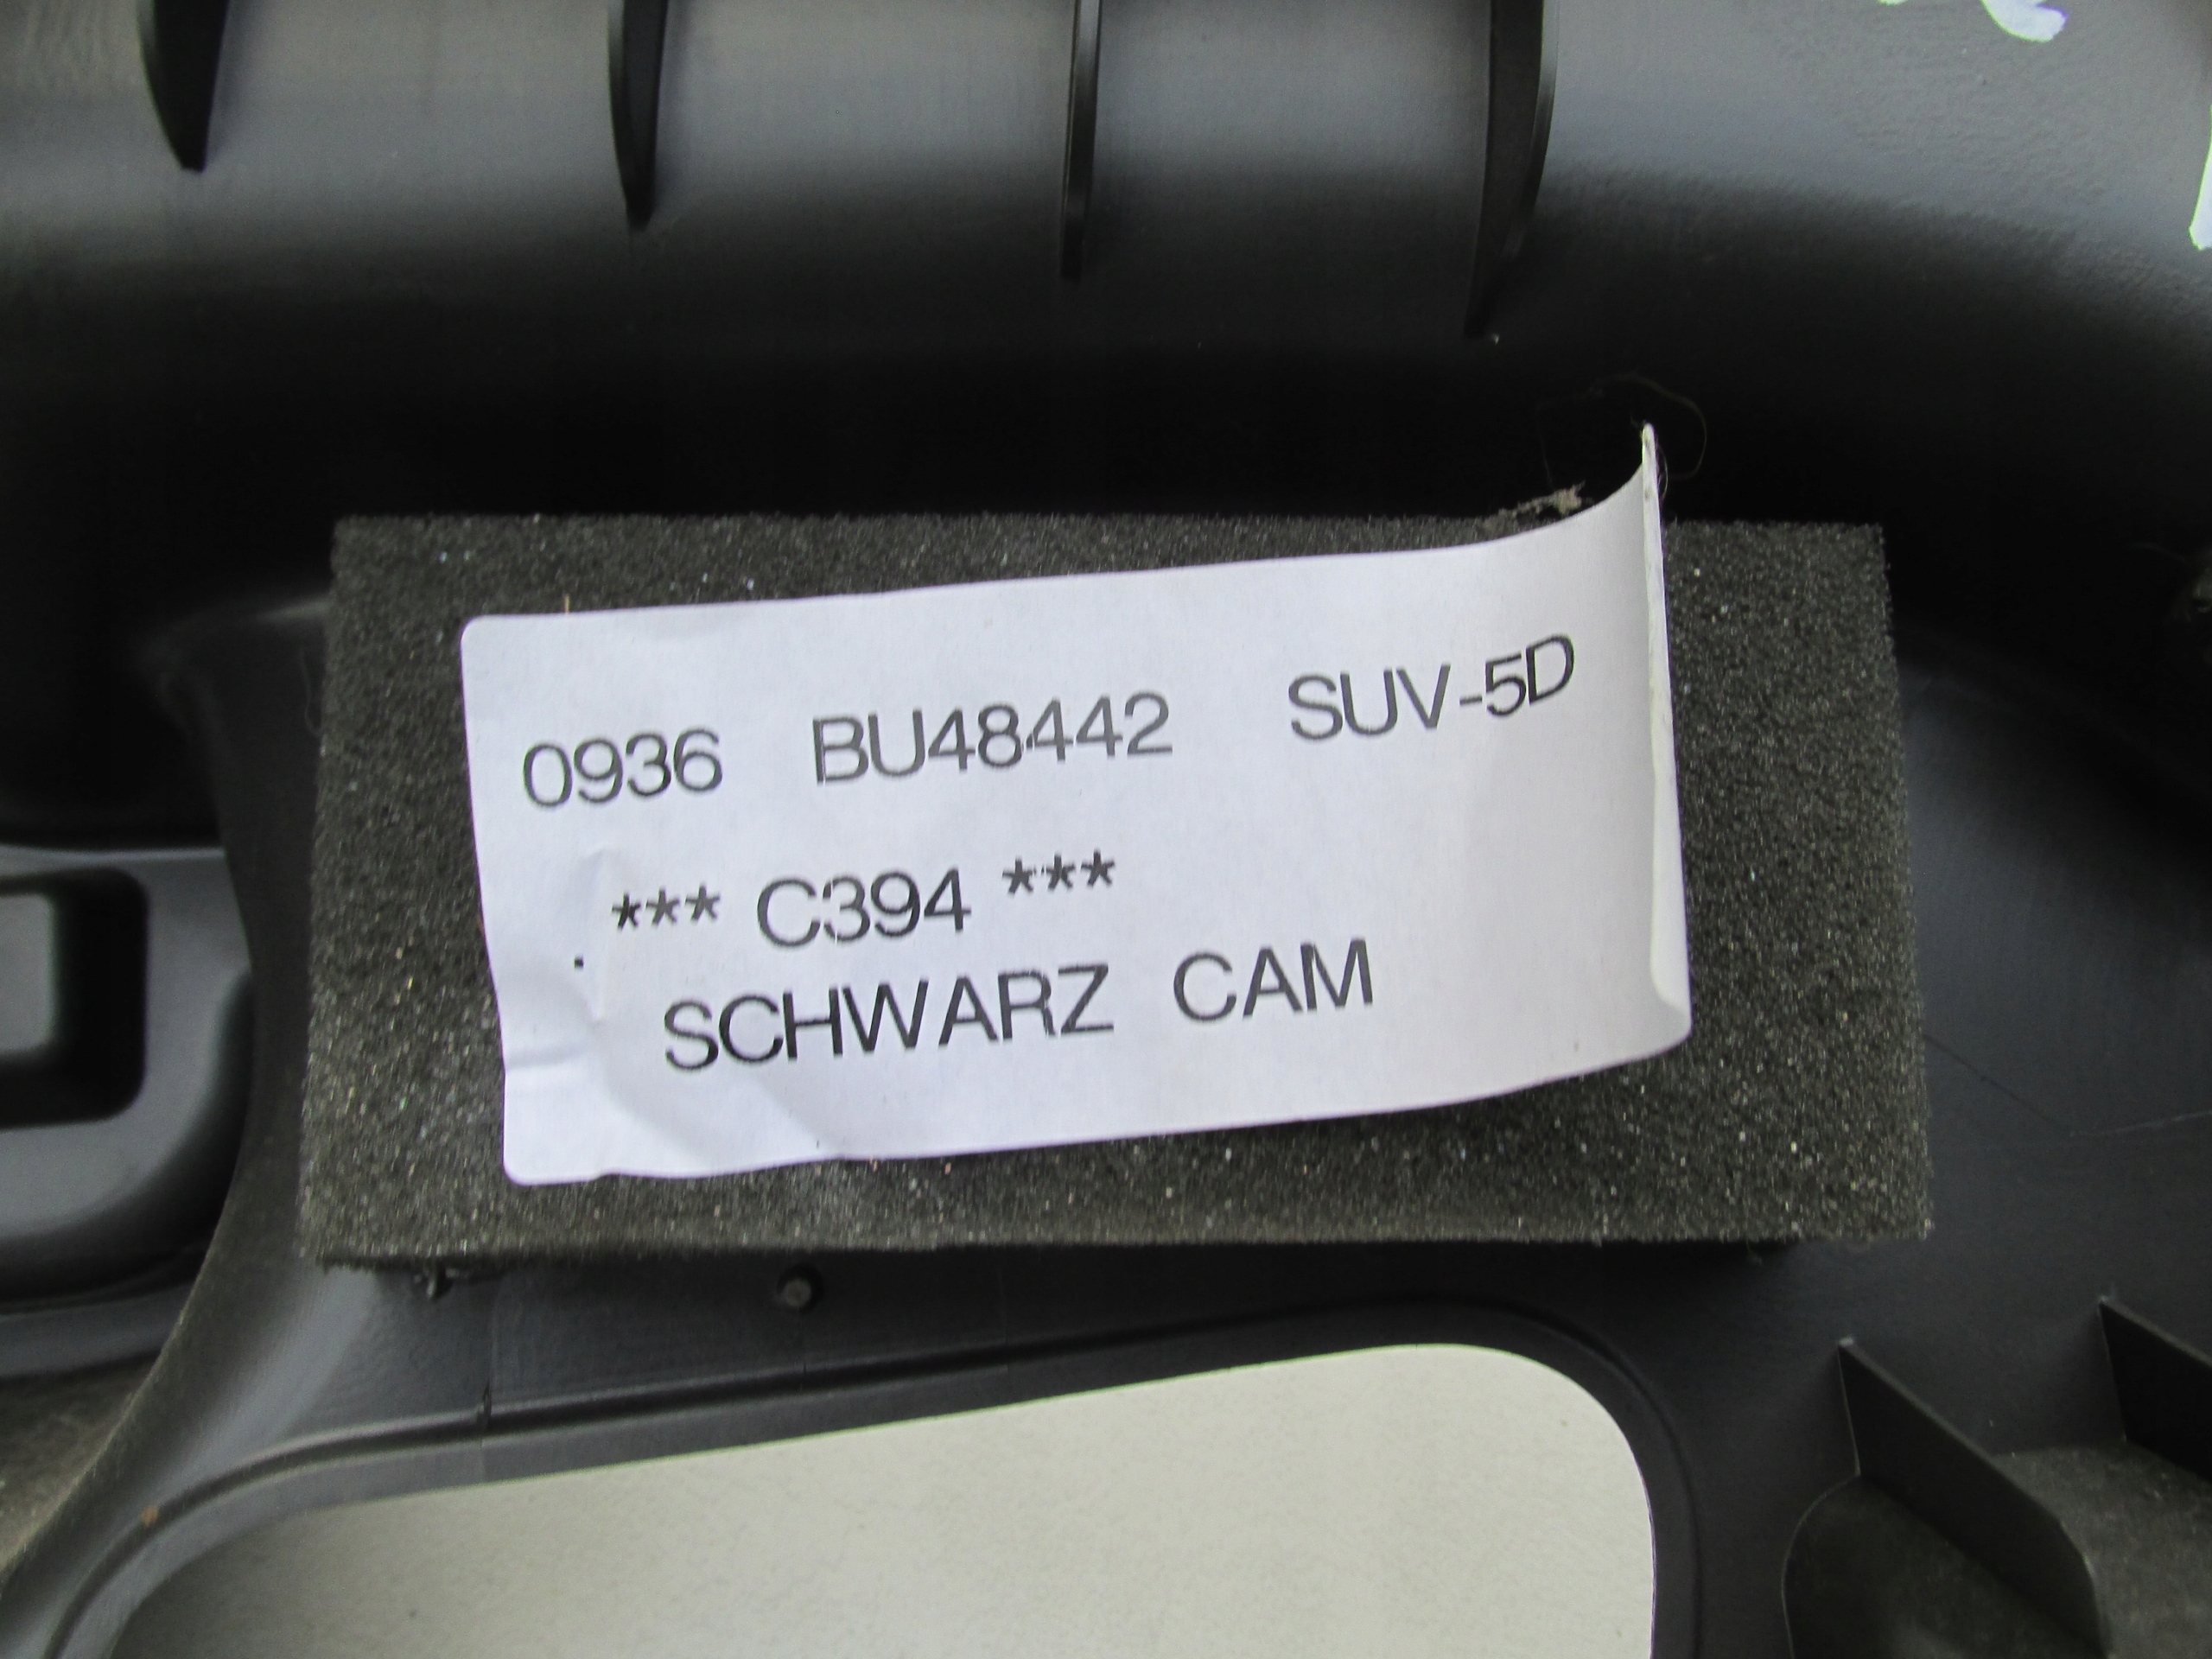 0936 BU48442 SUV-5D
*** C394 ***
SCHWARZ CAM